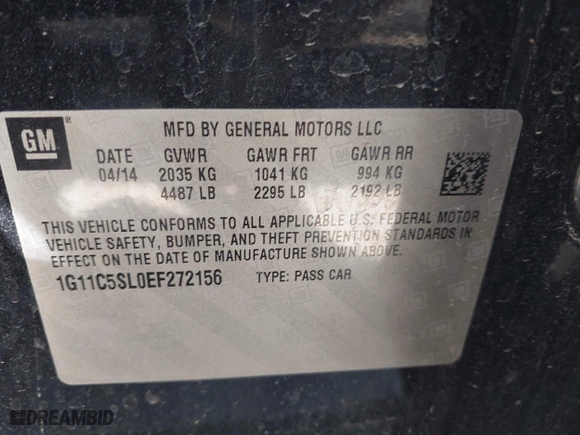 GM
MFD BY GENERAL MOTORS LLC
DATE GVWR GAWR FRT GAWR RR
04/14 2035 KG 1041 KG 994 KG
4487 LB 2295 LB 2192 LB
THIS VEHICLE CONFORMS TO ALL APPLICABLE U.S. FEDERAL MOTOR
VEHICLE SAFETY, BUMPER, AND THEFT PREVENTION STANDARDS IN
EFFECT ON THE DATE OF MANUFACTURE SHOWN ABOVE.
1G11C5SL0EF272156 TYPE: PASS CAR
DREAMBID